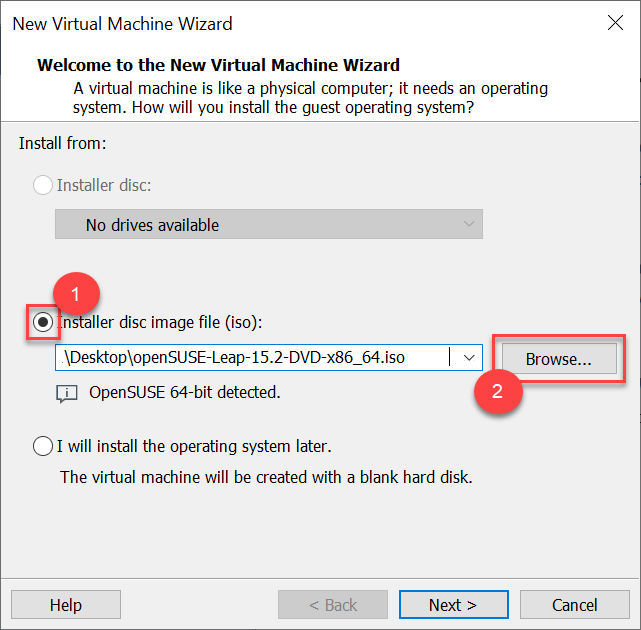 New Virtual Machine Wizard
Welcome to the New Virtual Machine Wizard
A virtual machine is like a physical computer; it needs an operating
system. How will you install the guest operating system?
Install from:
Installer disc:
No drives available
1
Installer disc image file (iso):
.\Desktop\openSUSE-Leap-15.2-DVD-x86_64.iso
Browse...
2
OpenSUSE 64-bit detected.
I will install the operating system later.
The virtual machine will be created with a blank hard disk.
Help
< Back
Next >
Cancel